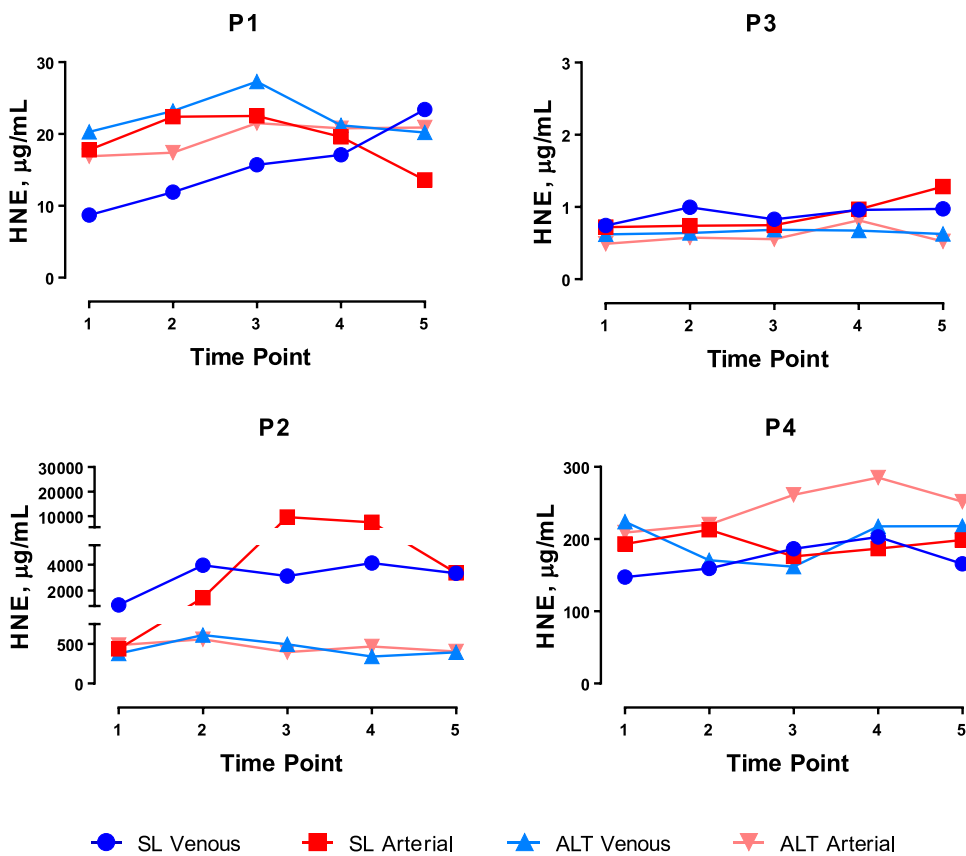 P1
30
20
10
0
HNE, µg/mL
1 2 3 4 5
Time Point
P3
3
2
1
0
HNE, µg/mL
1 2 3 4 5
Time Point
P2
30000
20000
10000
4000
2000
500
0
HNE, µg/mL
1 2 3 4 5
Time Point
P4
300
200
100
0
HNE, µg/mL
1 2 3 4 5
Time Point
SL Venous SL Arterial ALT Venous ALT Arterial